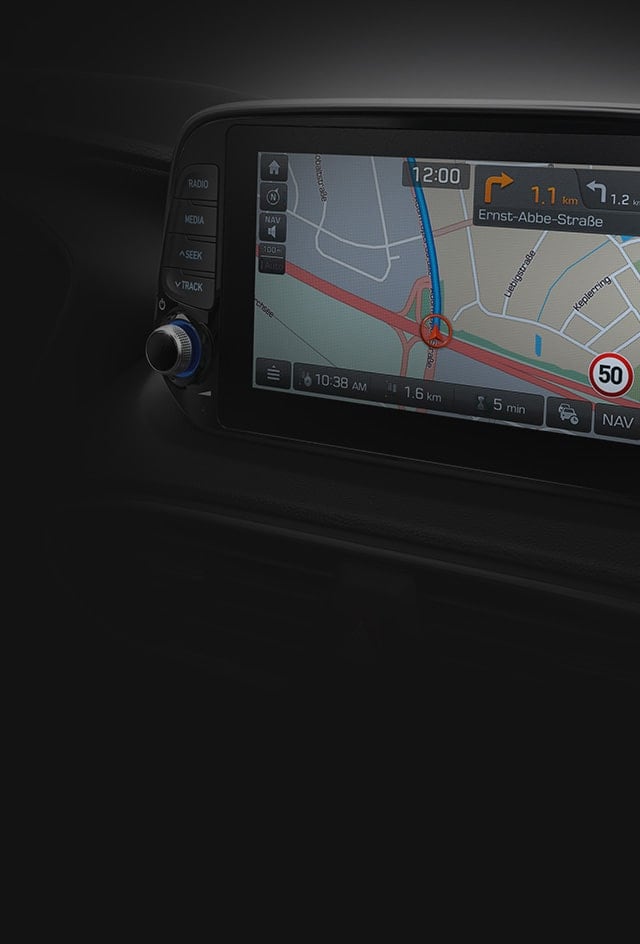 RADIO
MEDIA
SEEK
TRACK
12:00
1.1 km
1.2
Ernst-Abbe-Straße
N
NAV
100
Liebigstraße
Keplerring
50
10:38 AM
1.6 km
5 min
NAV